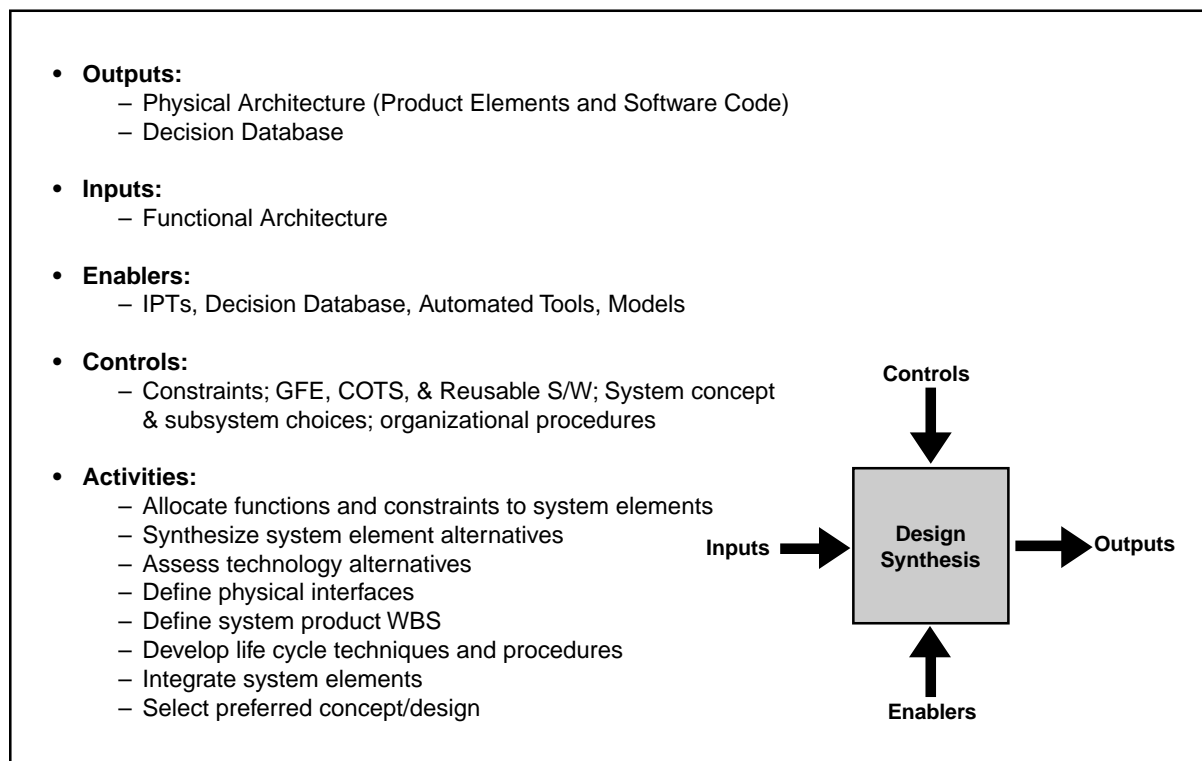 • Outputs:
– Physical Architecture (Product Elements and Software Code)
– Decision Database
• Inputs:
– Functional Architecture
• Enablers:
– IPTs, Decision Database, Automated Tools, Models
• Controls:
– Constraints; GFE, COTS, & Reusable S/W; System concept
& subsystem choices; organizational procedures
• Activities:
– Allocate functions and constraints to system elements
– Synthesize system element alternatives
– Assess technology alternatives
– Define physical interfaces
– Define system product WBS
– Develop life cycle techniques and procedures
– Integrate system elements
– Select preferred concept/design
Controls
Inputs
Design
Synthesis
Outputs
Enablers